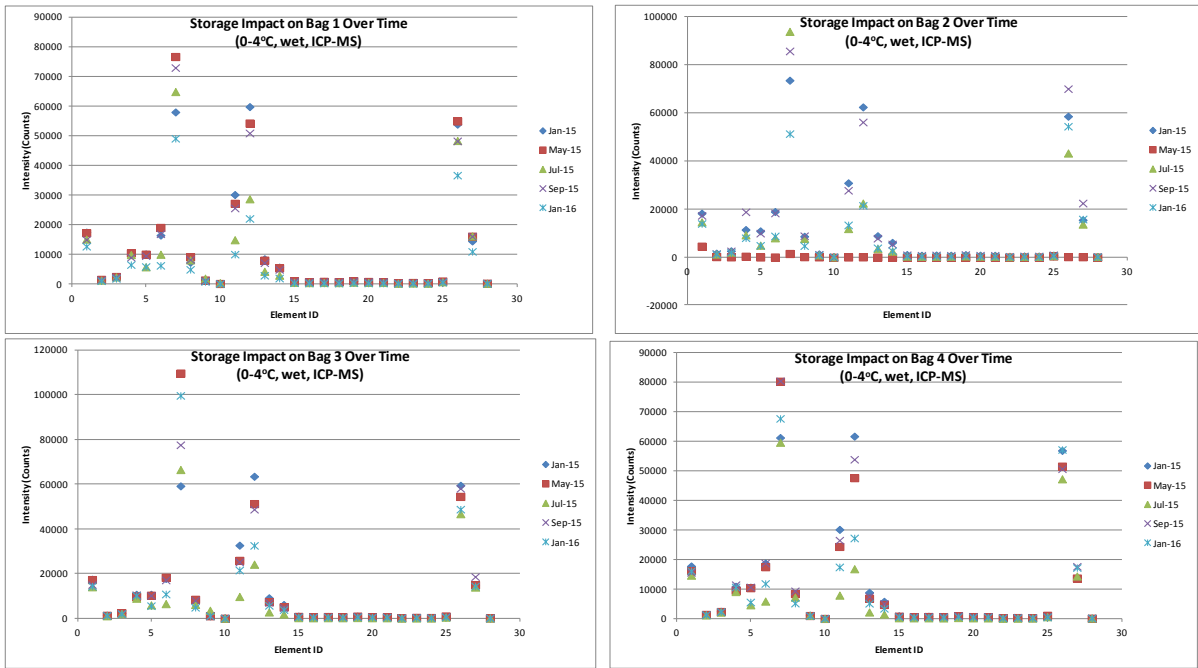 Storage Impact on Bag 1 Over Time
(0-4°C, wet, ICP-MS)
90000
80000
70000
60000
50000
40000
30000
20000
10000
0
Intensity (Counts)
0 5 10 15 20 25 30
Element ID
Jan-15
May-15
Jul-15
Sep-15
Jan-16
Storage Impact on Bag 2 Over Time
(0-4°C, wet, ICP-MS)
100000
80000
60000
40000
20000
0
-20000
Intensity (Counts)
0 5 10 15 20 25 30
Element ID
Jan-15
May-15
Jul-15
Sep-15
Jan-16
Storage Impact on Bag 3 Over Time
(0-4°C, wet, ICP-MS)
120000
100000
80000
60000
40000
20000
0
Intensity (Counts)
0 5 10 15 20 25 30
Element ID
Jan-15
May-15
Jul-15
Sep-15
Jan-16
Storage Impact on Bag 4 Over Time
(0-4°C, wet, ICP-MS)
90000
80000
70000
60000
50000
40000
30000
20000
10000
0
Intensity (Counts)
0 5 10 15 20 25 30
Element ID
Jan-15
May-15
Jul-15
Sep-15
Jan-16